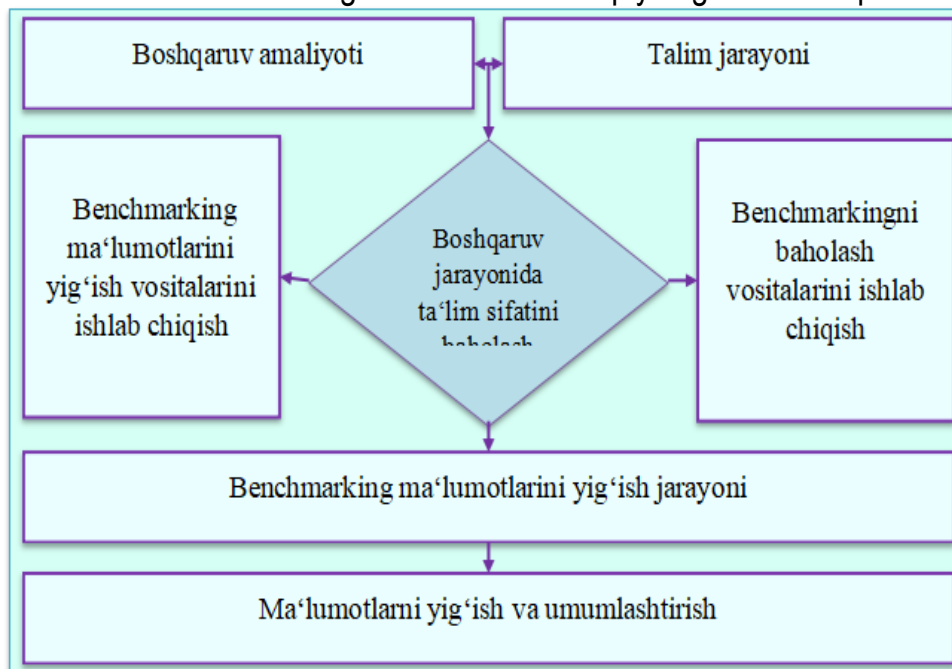 Boshqaruv amaliyoti
Talim jarayoni
Benchmarking
ma‘lumotlarini
yig‘ish vositalarini
ishlab chiqish
Boshqaruv
jarayonida
ta‘lim sifatini
Benchmarkingni
baholash
vositalarini ishlab
chiqish
Benchmarking ma‘lumotlarini yig‘ish jarayoni
Ma‘lumotlarni yig‘ish va umumlashtirish